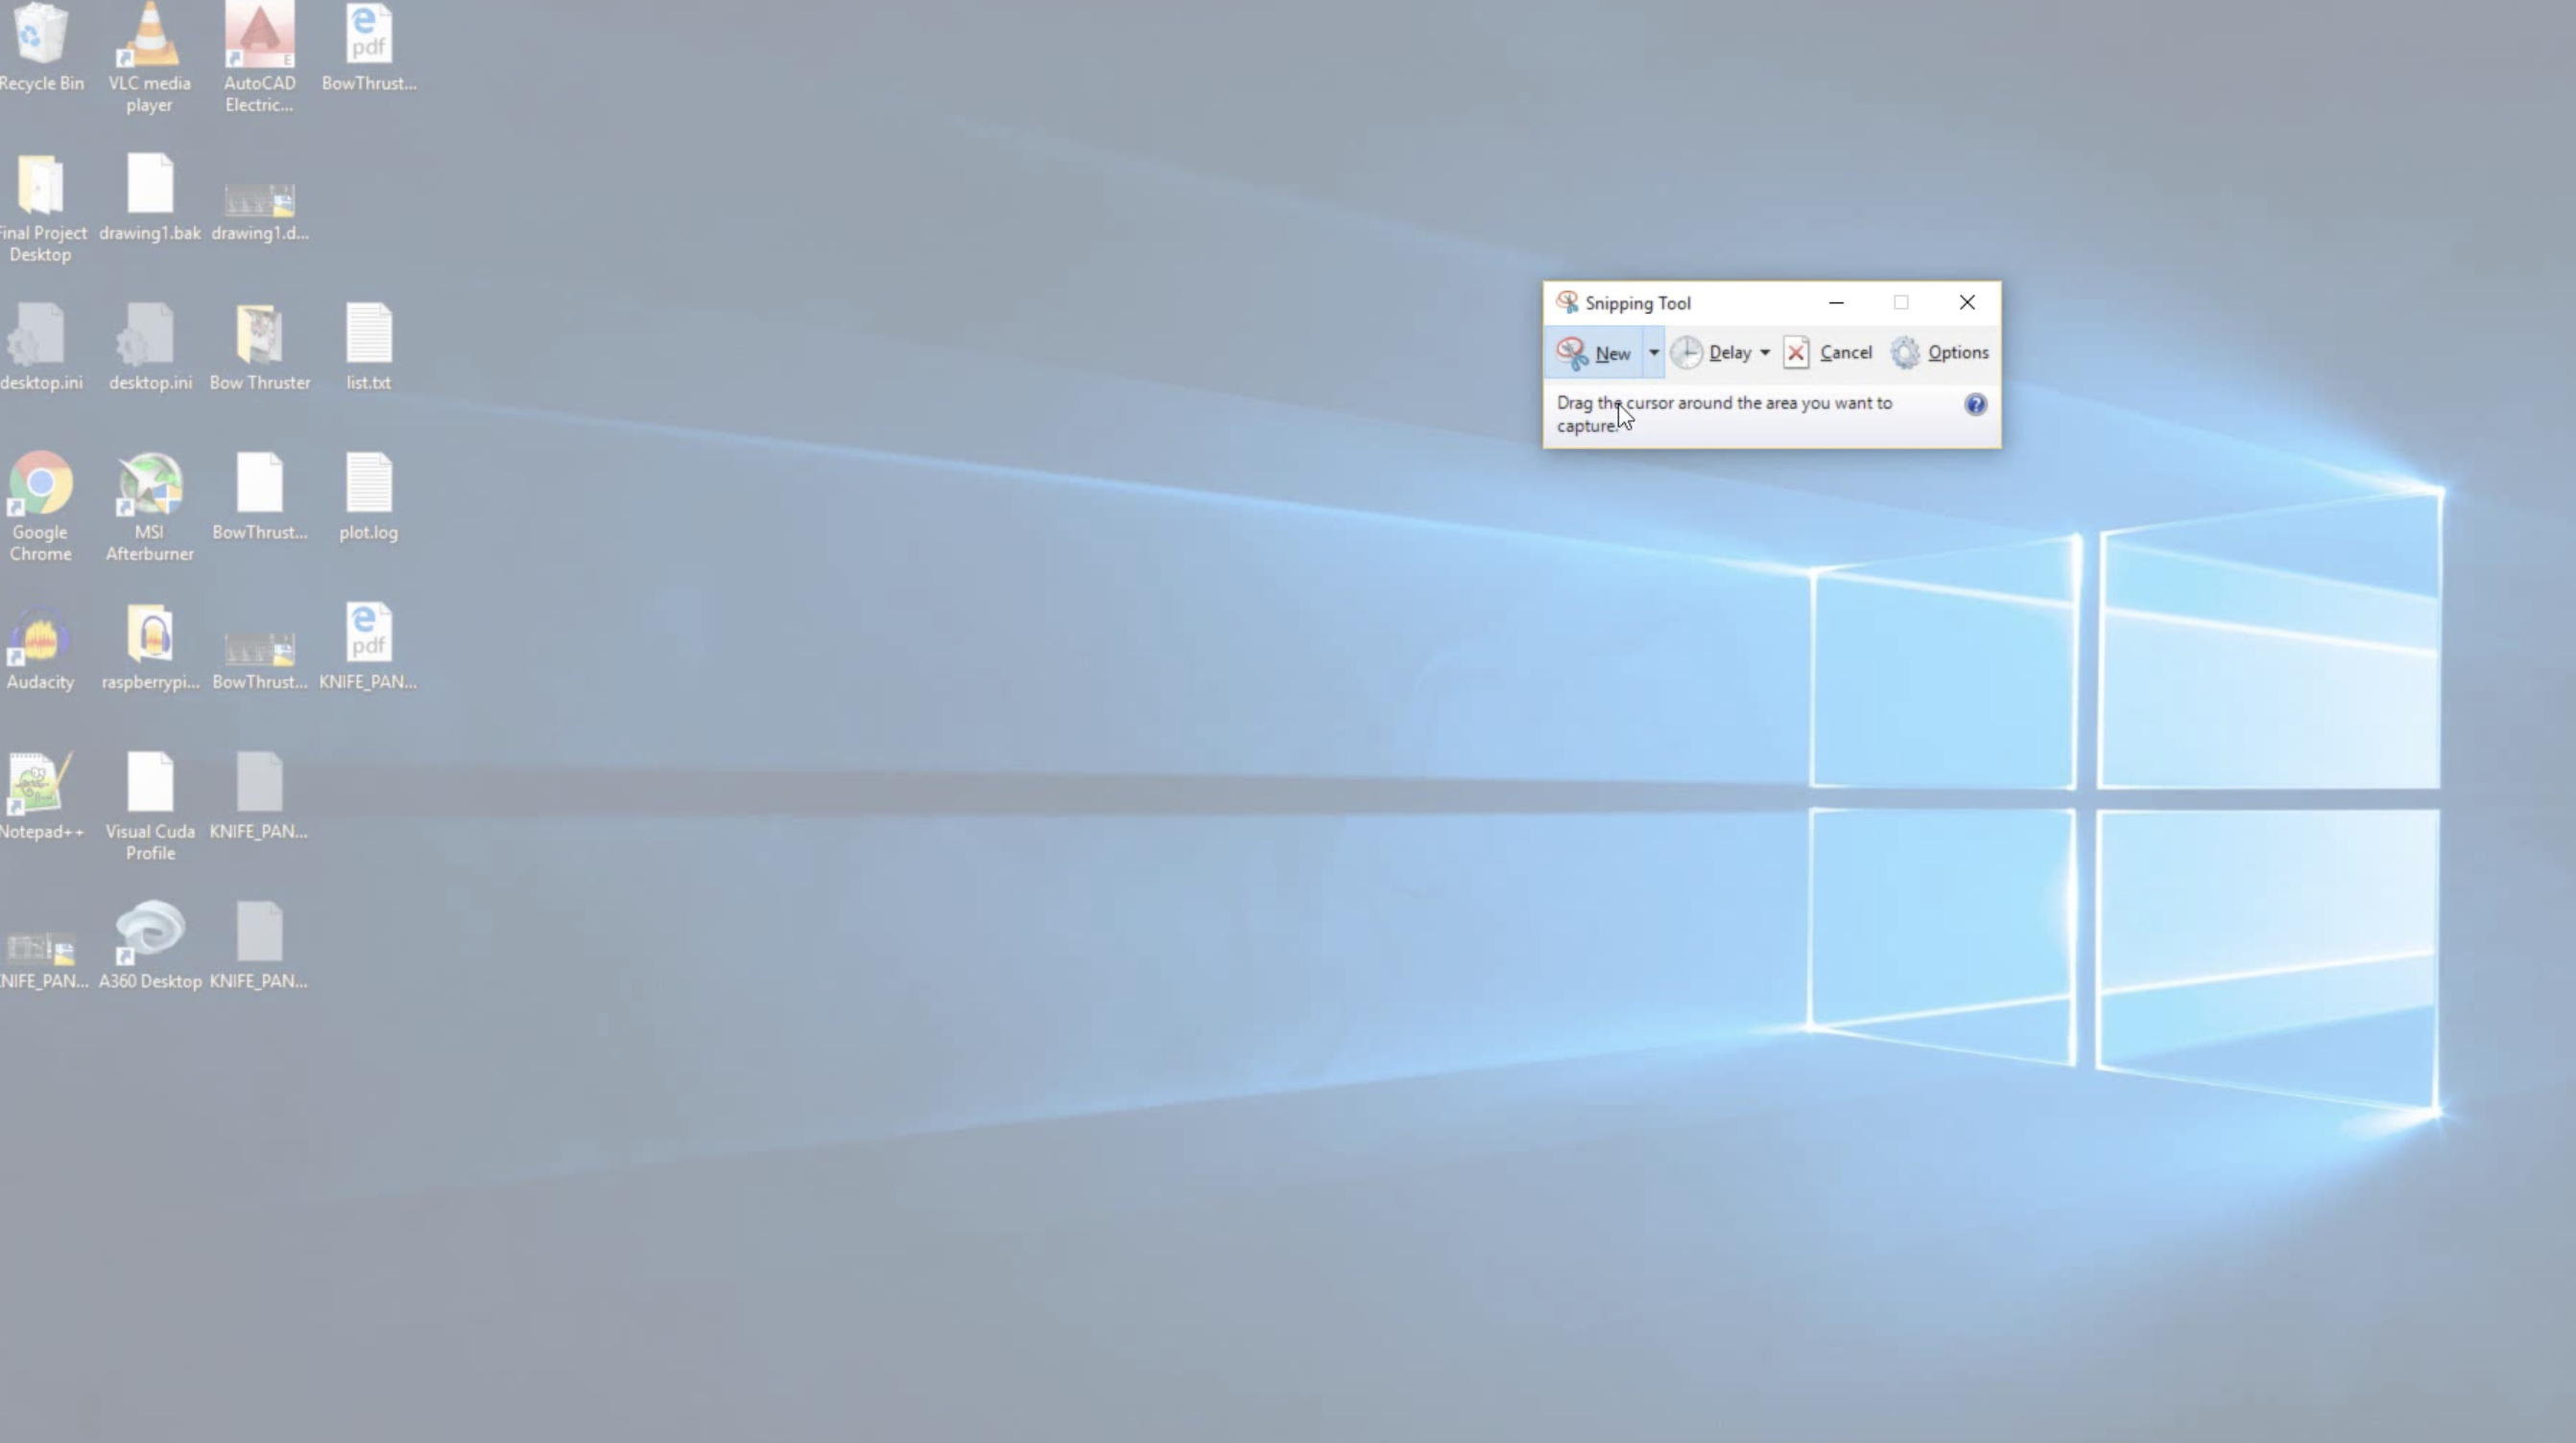 Recycle Bin
VLC media
player
AutoCAD
Electric...
E
pdf
BowThrust...
Final Project
Desktop
drawing1.bak
drawing1.d...
desktop.ini
desktop.ini
Bow Thruster
list.txt
Google
Chrome
MSI
Afterburner
BowThrust...
plot.log
Audacity
raspberrypi...
BowThrust...
pdf
KNIFE_PAN...
Notepad++
Visual Cuda
Profile
KNIFE_PAN...
KNIFE_PAN...
A360 Desktop
KNIFE_PAN...
Snipping Tool
New
Delay
Cancel
Options
Drag the cursor around the area you want to
capture.
?